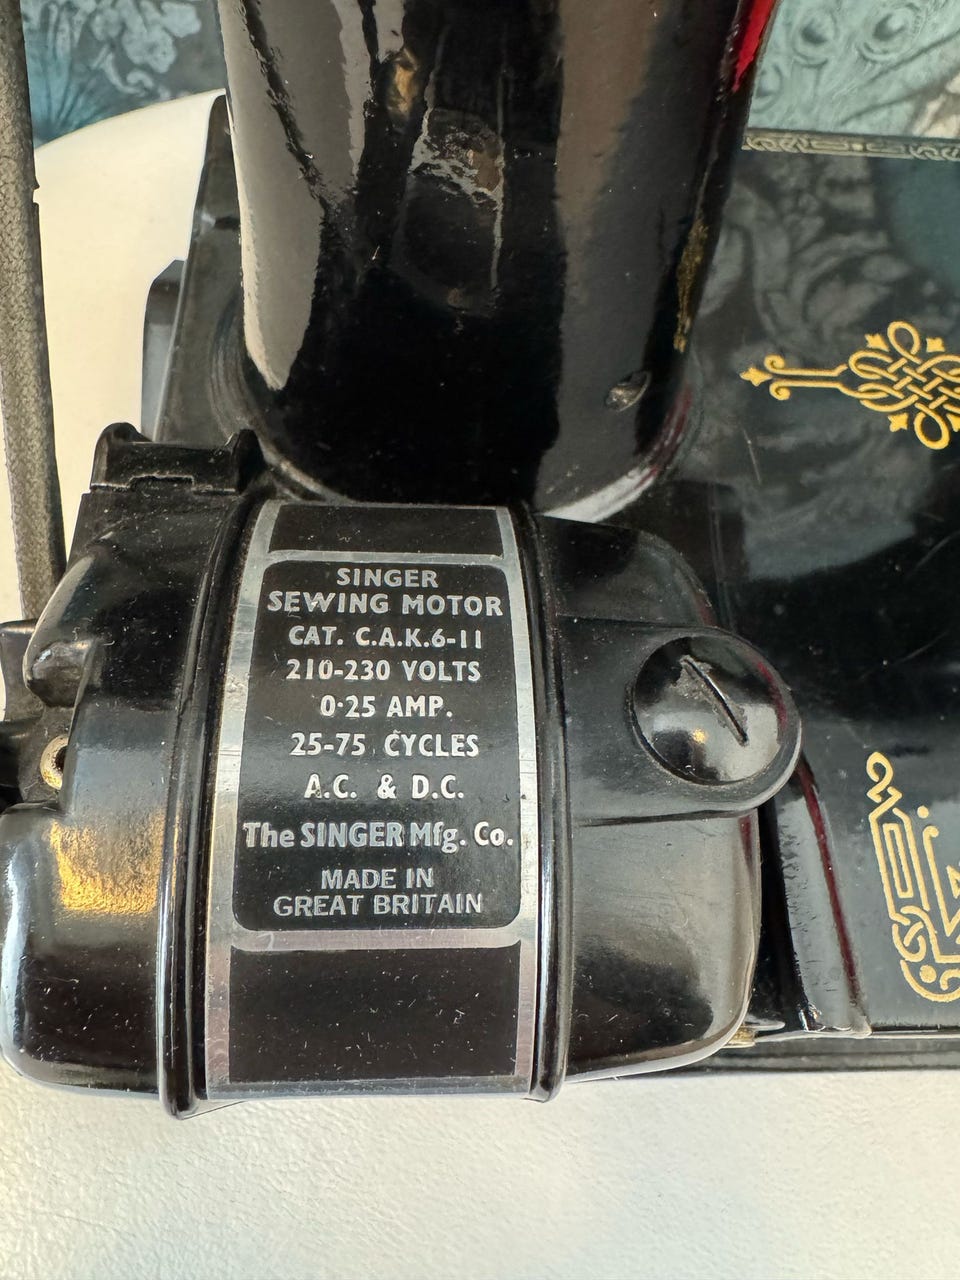 SINGER
SEWING MOTOR
CAT. C.A.K.6-11
210-230 VOLTS
0·25 AMP.
25-75 CYCLES
A.C. & D.C.
The SINGER Mfg. Co.
MADE IN
GREAT BRITAIN